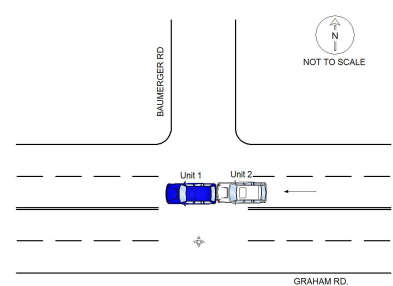 BAUMERGER RD
N
NOT TO SCALE
Unit 1
Unit 2
GRAHAM RD.